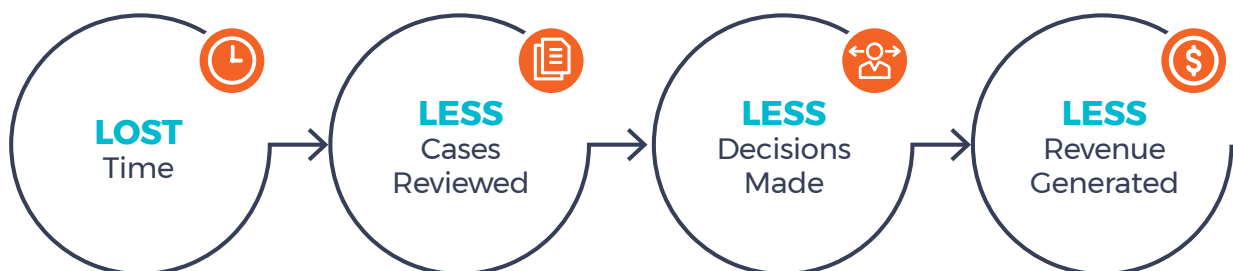 LOST
Time
LESS
Cases
Reviewed
LESS
Decisions
Made
LESS
Revenue
Generated
$